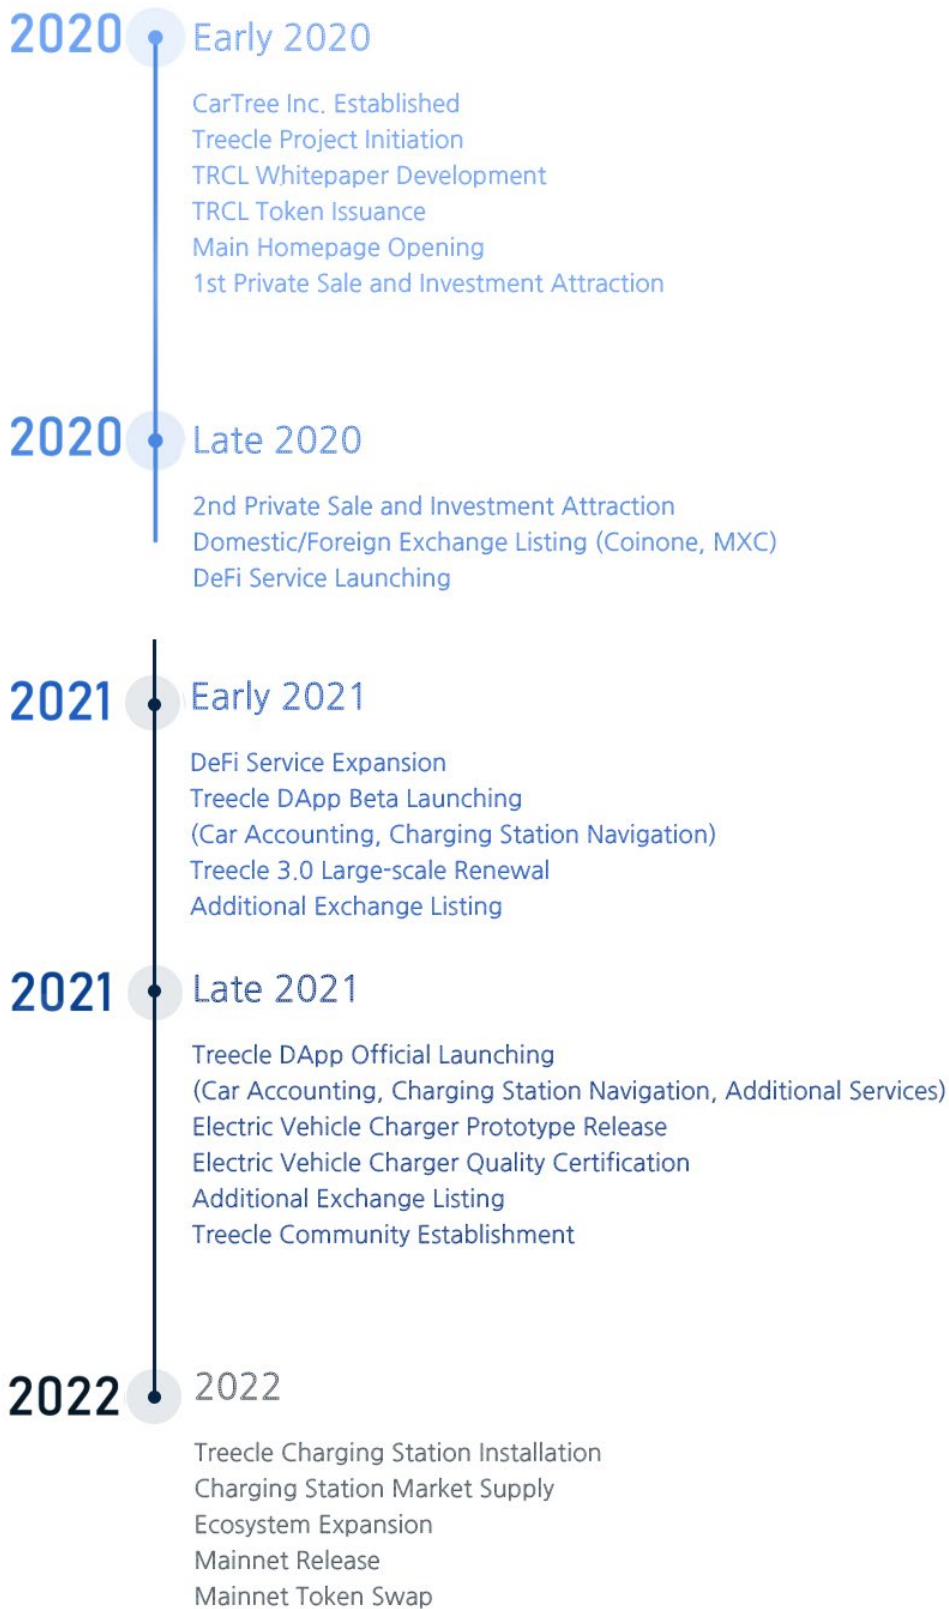 2020
Early 2020
CarTree Inc. Established
Treecle Project Initiation
TRCL Whitepaper Development
TRCL Token Issuance
Main Homepage Opening
1st Private Sale and Investment Attraction
2020
Late 2020
2nd Private Sale and Investment Attraction
Domestic/Foreign Exchange Listing (Coinone, MXC)
DeFi Service Launching
2021
Early 2021
DeFi Service Expansion
Treecle DApp Beta Launching
(Car Accounting, Charging Station Navigation)
Treecle 3.0 Large-scale Renewal
Additional Exchange Listing
2021
Late 2021
Treecle DApp Official Launching
(Car Accounting, Charging Station Navigation, Additional Services)
Electric Vehicle Charger Prototype Release
Electric Vehicle Charger Quality Certification
Additional Exchange Listing
Treecle Community Establishment
2022
2022
Treecle Charging Station Installation
Charging Station Market Supply
Ecosystem Expansion
Mainnet Release
Mainnet Token Swap